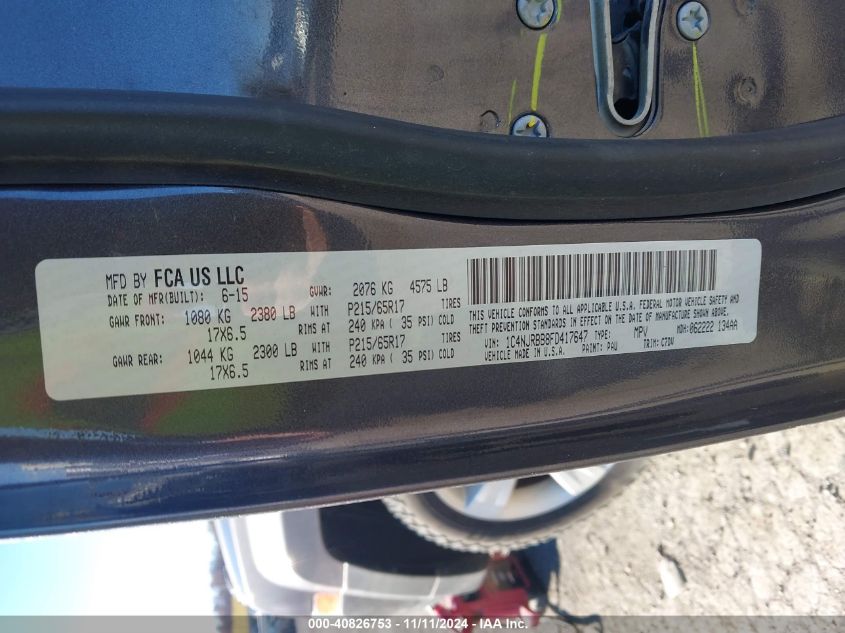 MFD BY FCA US LLC
DATE OF MFR(BUILT): 6-15 GVWR: 2076 KG 4575 LB
GAWR FRONT: 1080 KG 2380 LB WITH P215/65R17 TIRES
17X6.5 RIMS AT 240 KPA ( 35 PSI) COLD
GAWR REAR: 1044 KG 2300 LB WITH P215/65R17 TIRES
17X6.5 RIMS AT 240 KPA ( 35 PSI) COLD
THIS VEHICLE CONFORMS TO ALL APPLICABLE U.S.A. FEDERAL MOTOR VEHICLE SAFETY AND
THEFT PREVENTION STANDARDS IN EFFECT ON THE DATE OF MANUFACTURE SHOWN ABOVE.
MDH: 062222 134AA
VIN: 1C4NJRBB8FD417647 MPV
VEHICLE MADE IN U.S.A. PAINT: PAU TRIM: C7DV
000-40826753 - 11/11/2024 - IAA Inc.